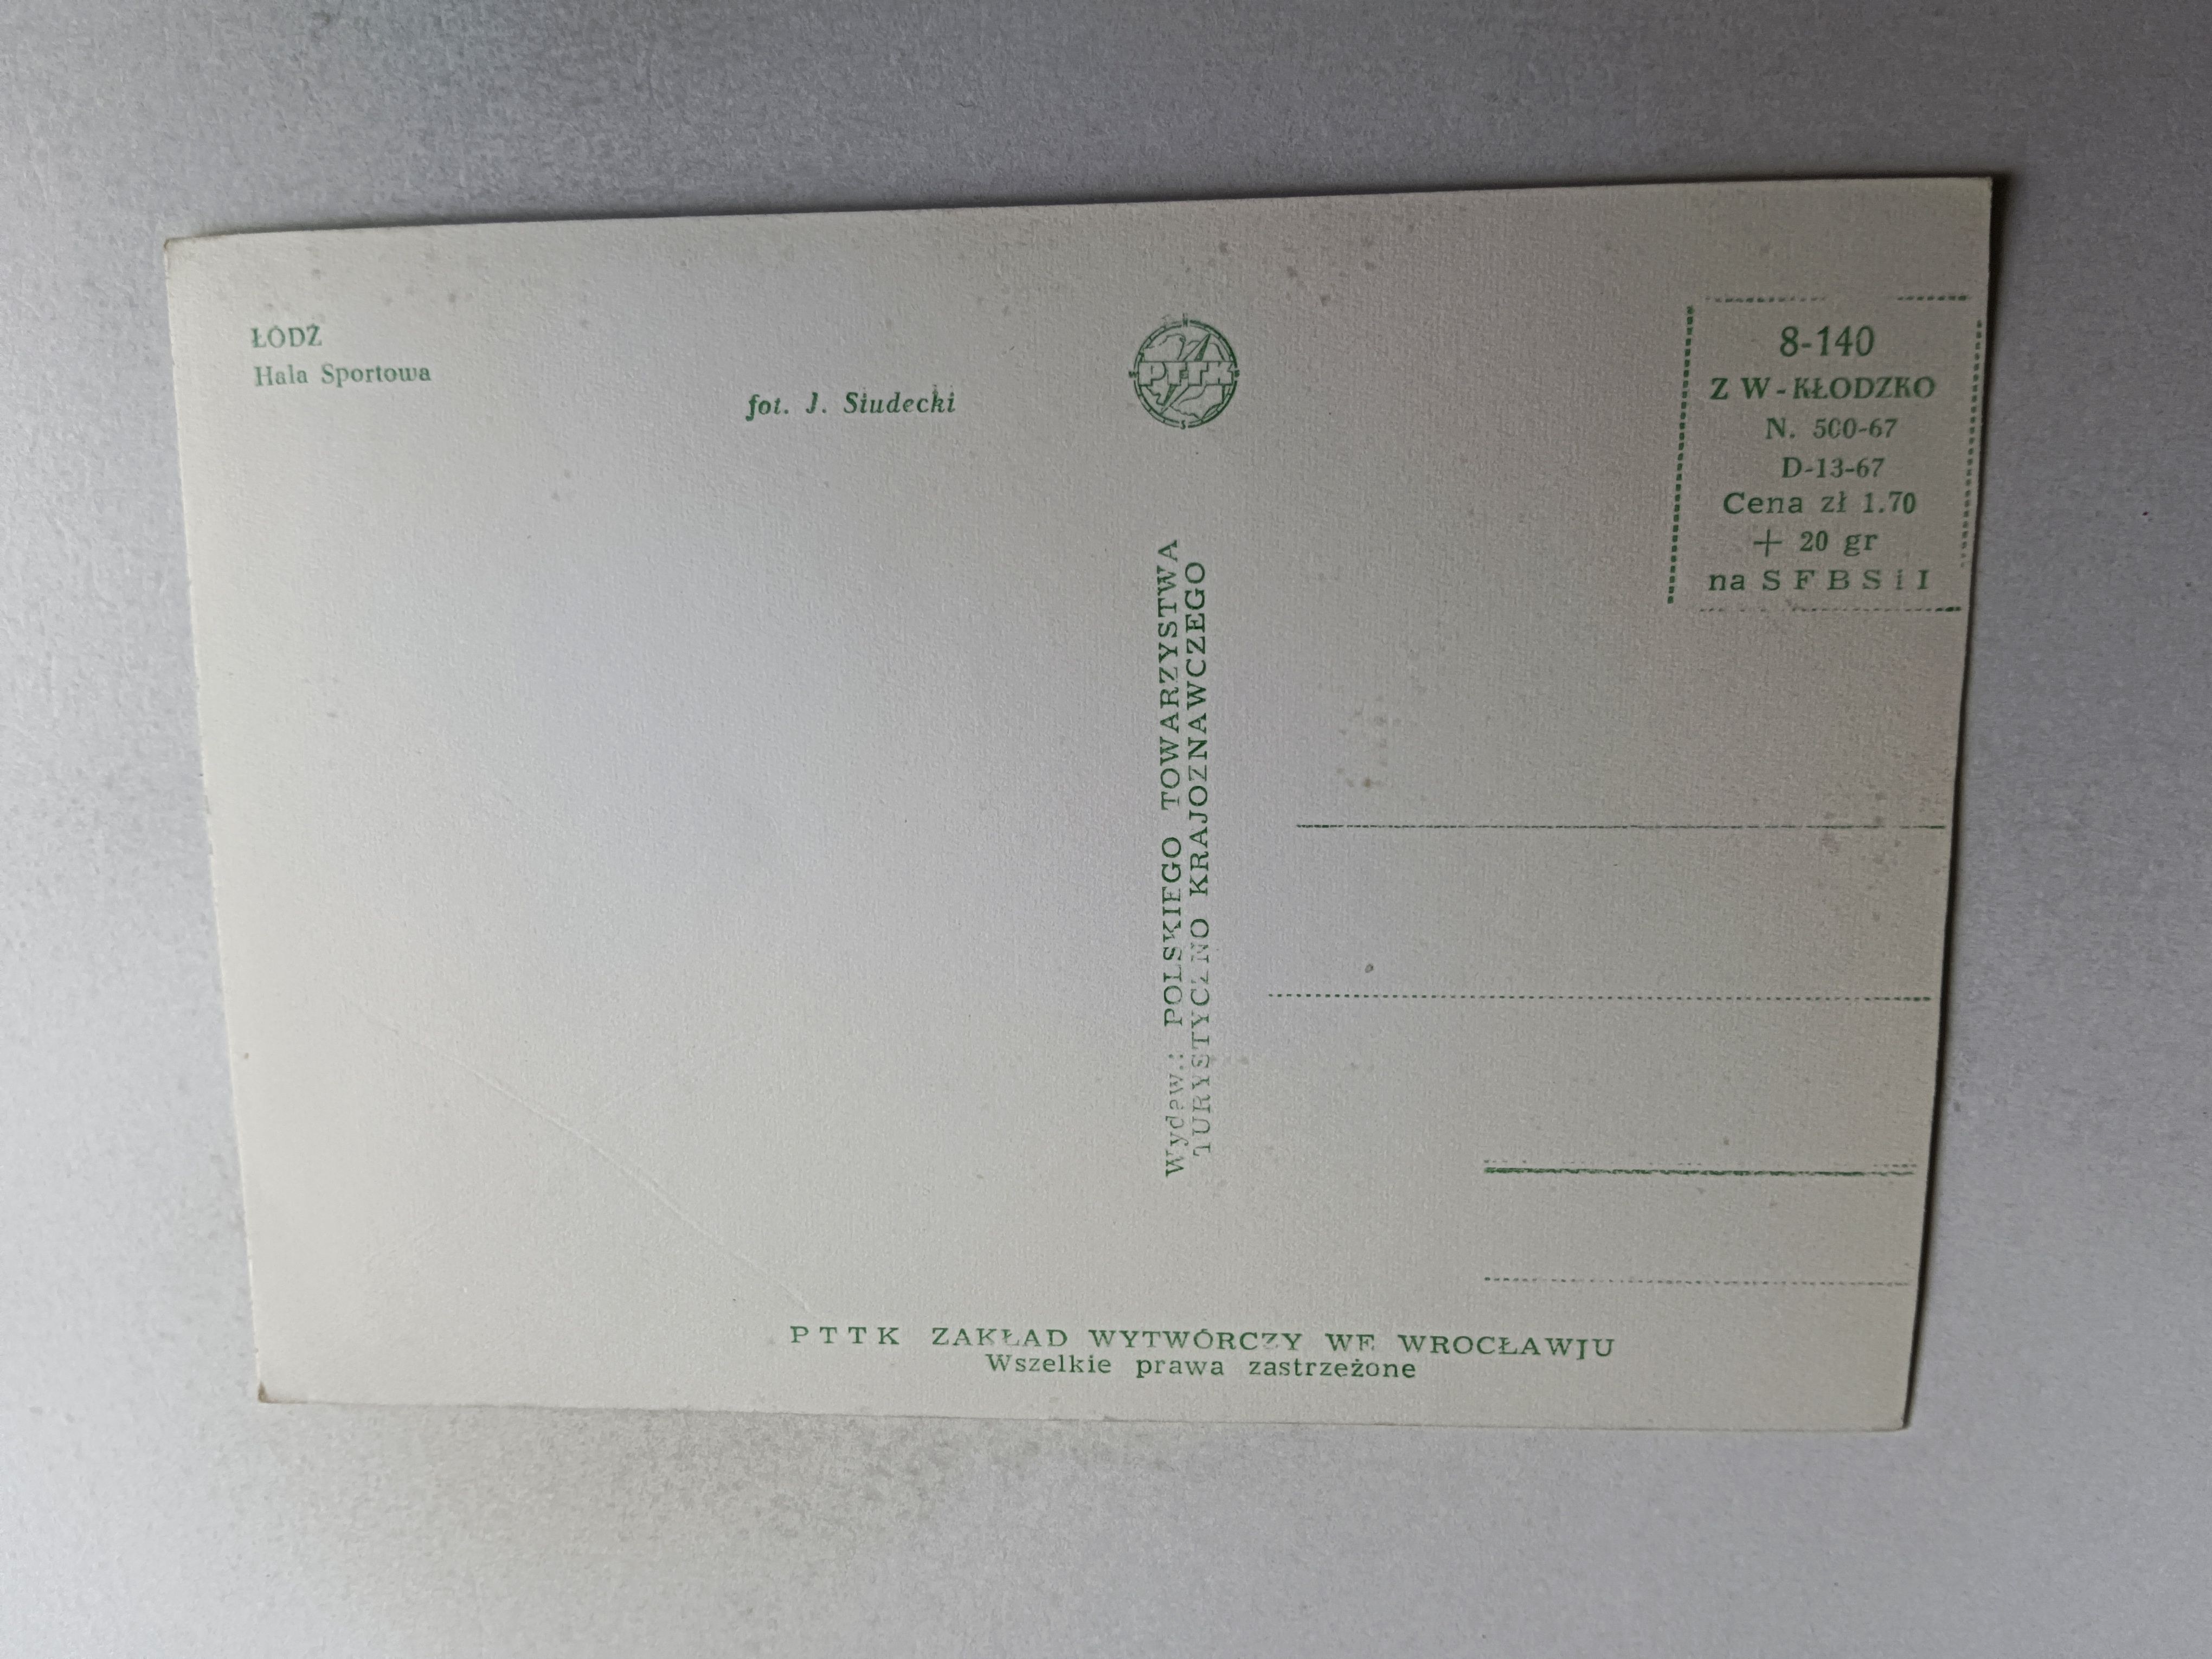 ŁÓDŹ
Hala Sportowa
fot. J. Siudecki
PTTK
8-140
Z W - KŁODZKO
N. 500-67
D-13-67
Cena zł 1.70
+ 20 gr
na S F B S i I
Wydaw.: POLSKIEGO TOWARZYSTWA
TURYSTYCZNO KRAJOZNAWCZEGO
P T T K ZAKŁAD WYTWÓRCZY WE WROCŁAWIU
Wszelkie prawa zastrzeżone